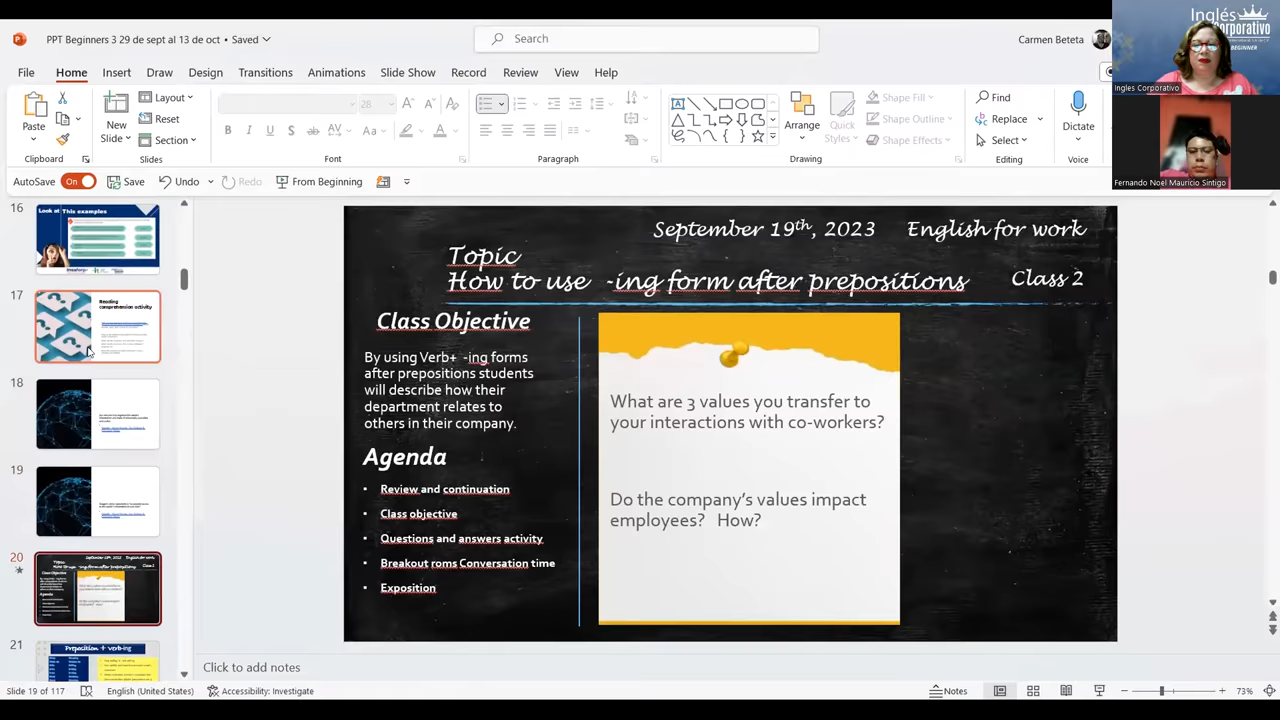 PPT Beginners 3 29 de sept al 13 de oct • Saved
Search
Carmen Beteta
Inglés
Corporativo
BEGINNER
Ingles Corporativo
Fernando Noel Mauricio Sintigo
File Home Insert Draw Design Transitions Animations Slide Show Record Review View Help
Paste
Clipboard
New
Slide
Layout
Reset
Section
Slides
28
Font
Paragraph
Arrange
Quick
Styles
Shape Fill
Shape Outline
Shape Effects
Drawing
Find
Replace
Select
Editing
Dictate
Voice
AutoSave On Save Undo Redo From Beginning
16
Look at This examples
17
Reading
comprehension activity
18
19
20
21
Preposition + verb-ing
September 19th, 2023 English for work
Topic
How to use -ing form after prepositions
Class 2
Class Objective
By using Verb+ -ing forms
after prepositions students
will describe how their
department relates to
others in their company.
Agenda
and
Class objective
Questions and answers activity
roms Conversation time
Exposition
What are 3 values you transfer to
your interactions with co-workers?
Do the company's values impact
employees? How?
Click to add notes
Slide 19 of 117 English (United States) Accessibility: Investigate Notes 73%